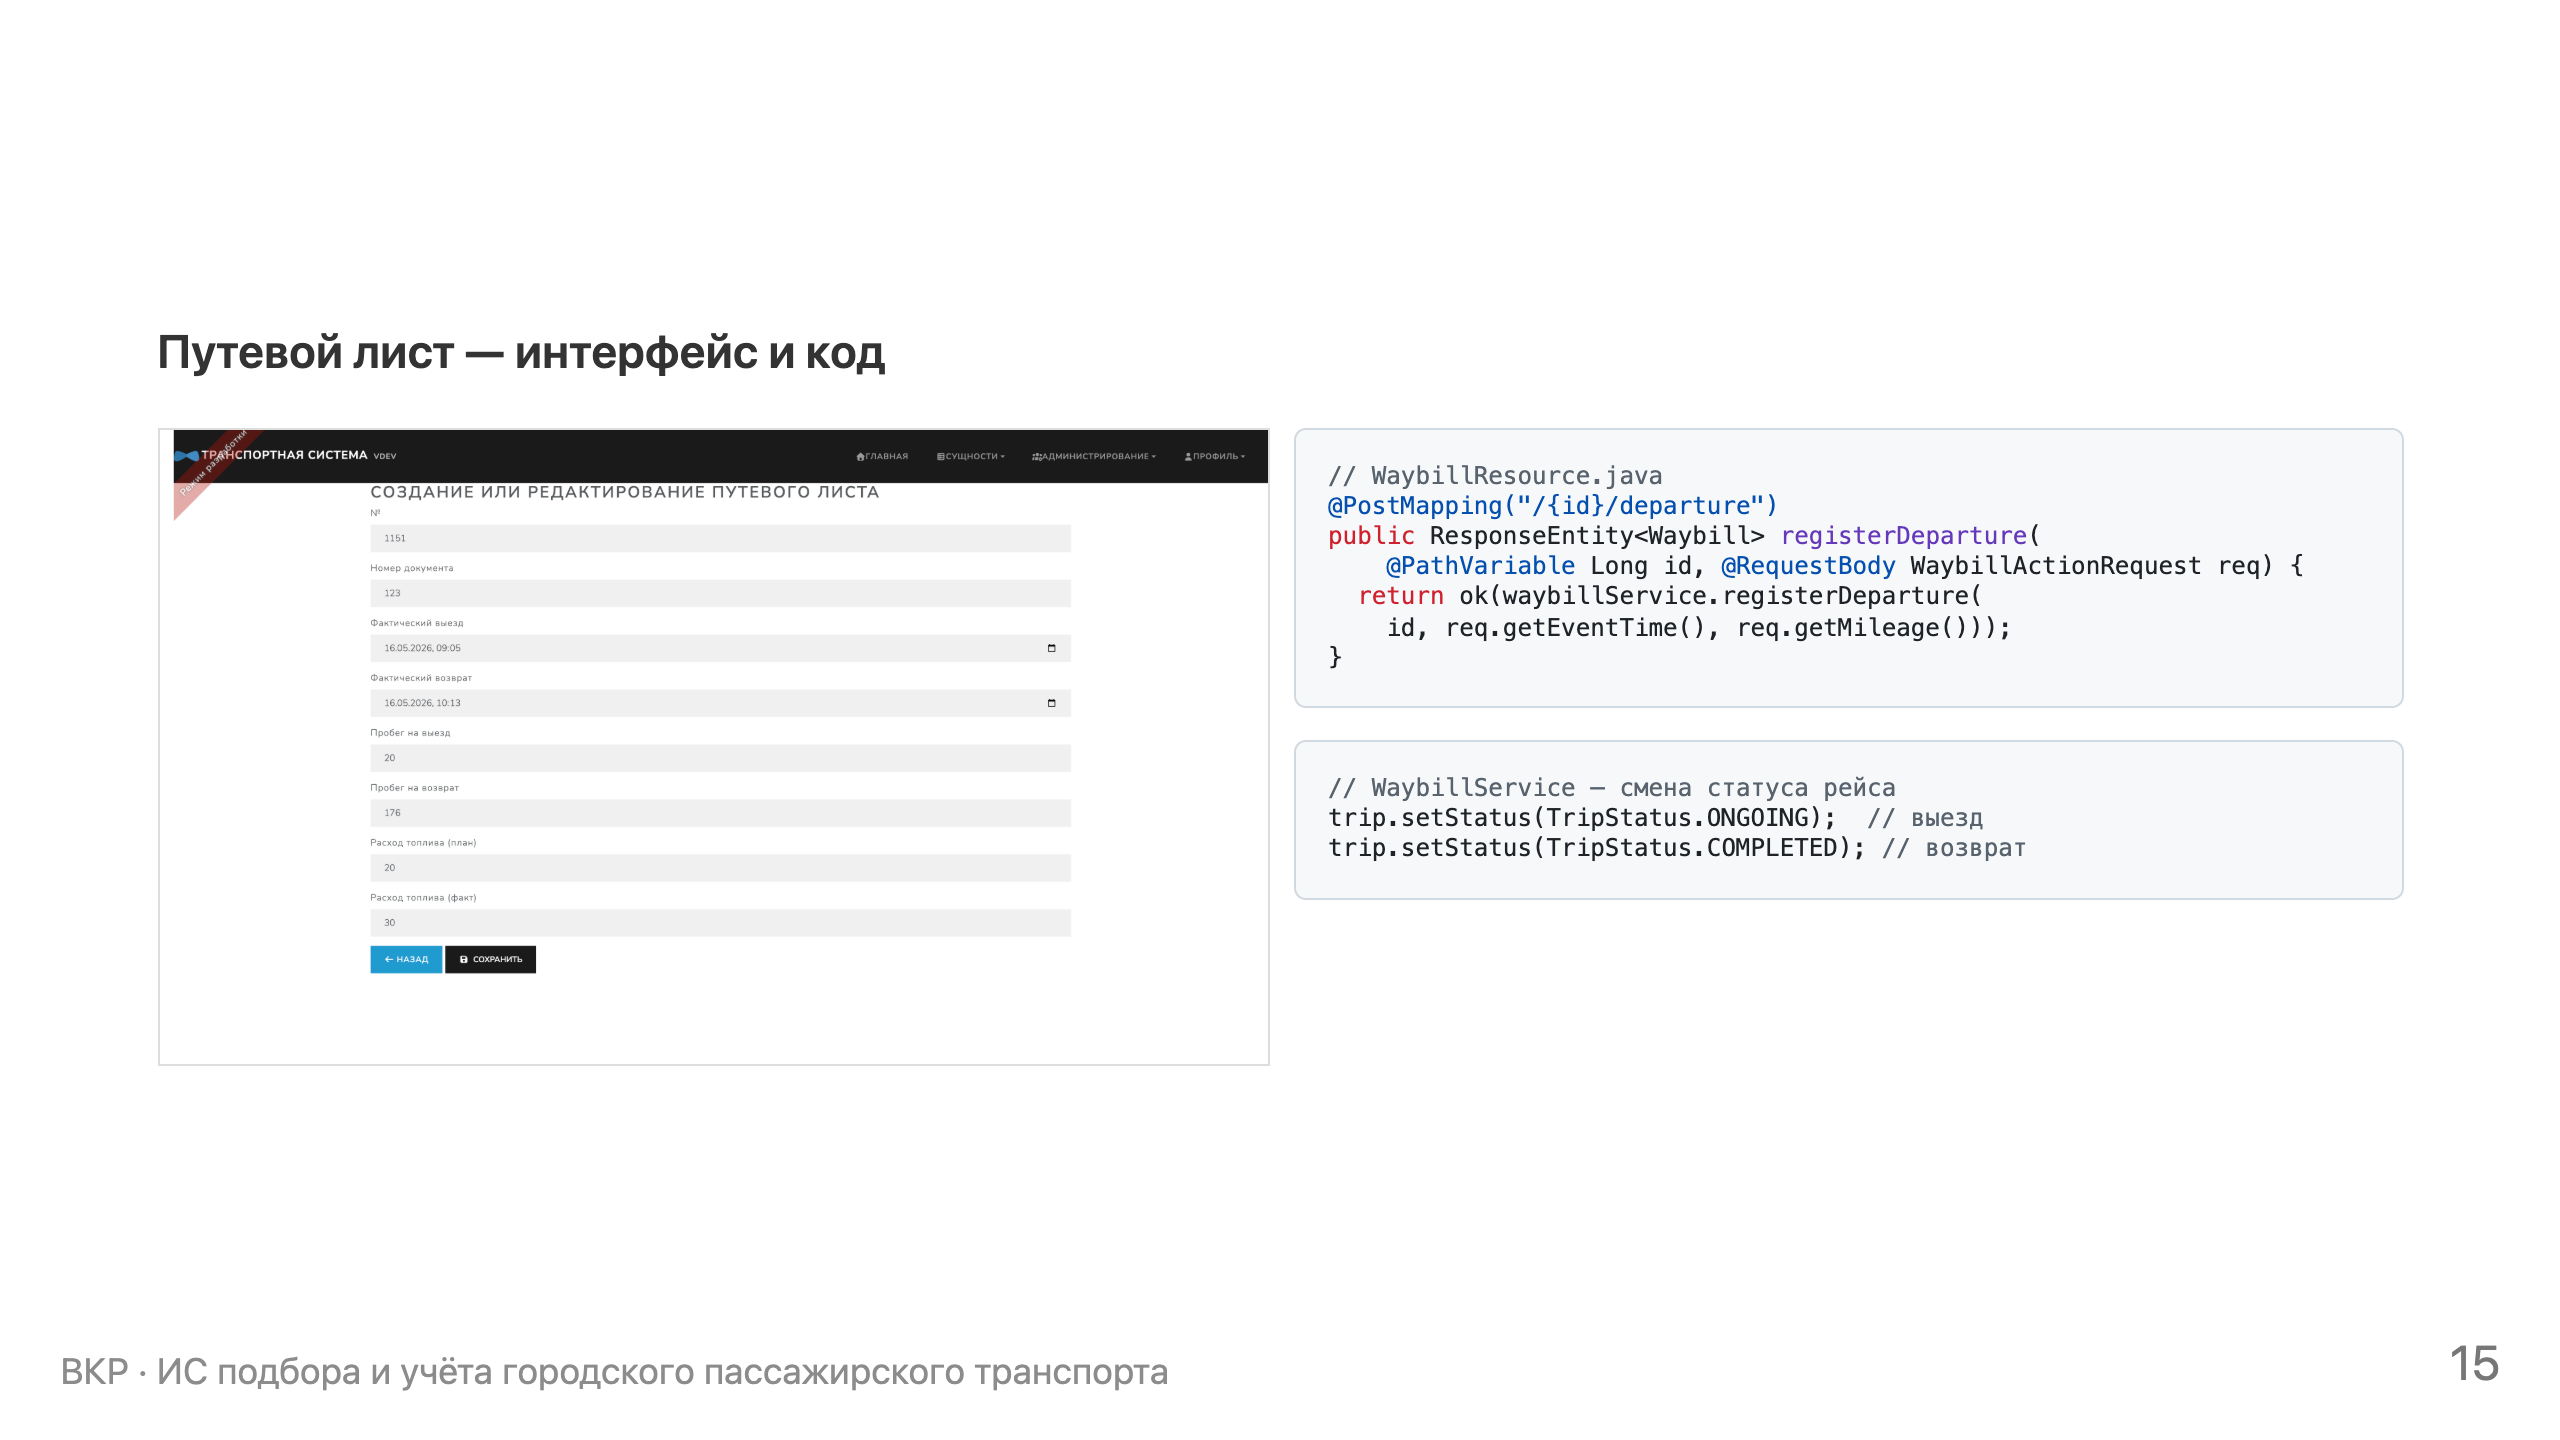 Путевой лист — интерфейс и код
Режим разработки
ТРАНСПОРТНАЯ СИСТЕМА VDEV
ГЛАВНАЯ
СУЩНОСТИ
АДМИНИСТРИРОВАНИЕ
ПРОФИЛЬ
СОЗДАНИЕ ИЛИ РЕДАКТИРОВАНИЕ ПУТЕВОГО ЛИСТА
№
1151
Номер документа
123
Фактический выезд
16.05.2026, 09:05
Фактический возврат
16.05.2026, 10:13
Пробег на выезд
20
Пробег на возврат
176
Расход топлива (план)
20
Расход топлива (факт)
30
← НАЗАД
СОХРАНИТЬ
// WaybillResource.java
@PostMapping("/{id}/departure")
public ResponseEntity<Waybill> registerDeparture(
    @PathVariable Long id, @RequestBody WaybillActionRequest req) {
  return ok(waybillService.registerDeparture(
    id, req.getEventTime(), req.getMileage()));
}
// WaybillService — смена статуса рейса
trip.setStatus(TripStatus.ONGOING);  // выезд
trip.setStatus(TripStatus.COMPLETED); // возврат
ВКР · ИС подбора и учёта городского пассажирского транспорта
15